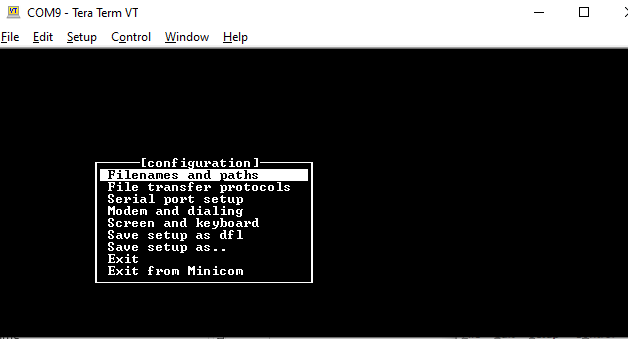 COM9 - Tera Term VT
File Edit Setup Control Window Help
[configuration]
Filenames and paths
File transfer protocols
Serial port setup
Modem and dialing
Screen and keyboard
Save setup as dfl
Save setup as..
Exit
Exit from Minicom